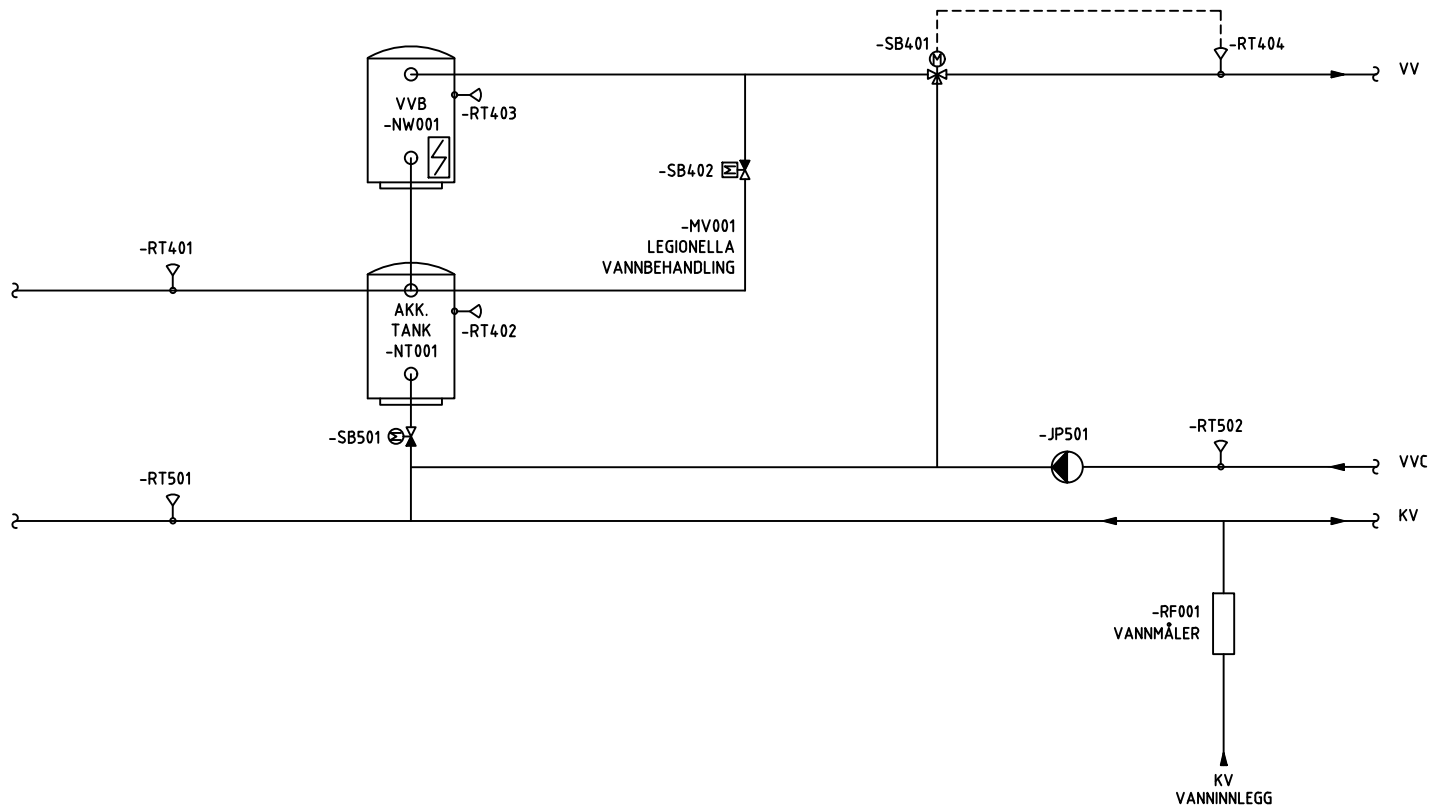 -SB401
M
-RT404
VV
VVB
-NW001
-RT403
-SB402
M
-MV001
LEGIONELLA
VANNBEHANDLING
-RT401
AKK.
TANK
-NT001
-RT402
-SB501
M
-JP501
-RT502
VVC
-RT501
KV
-RF001
VANNMÅLER
KV
VANNINNLEGG